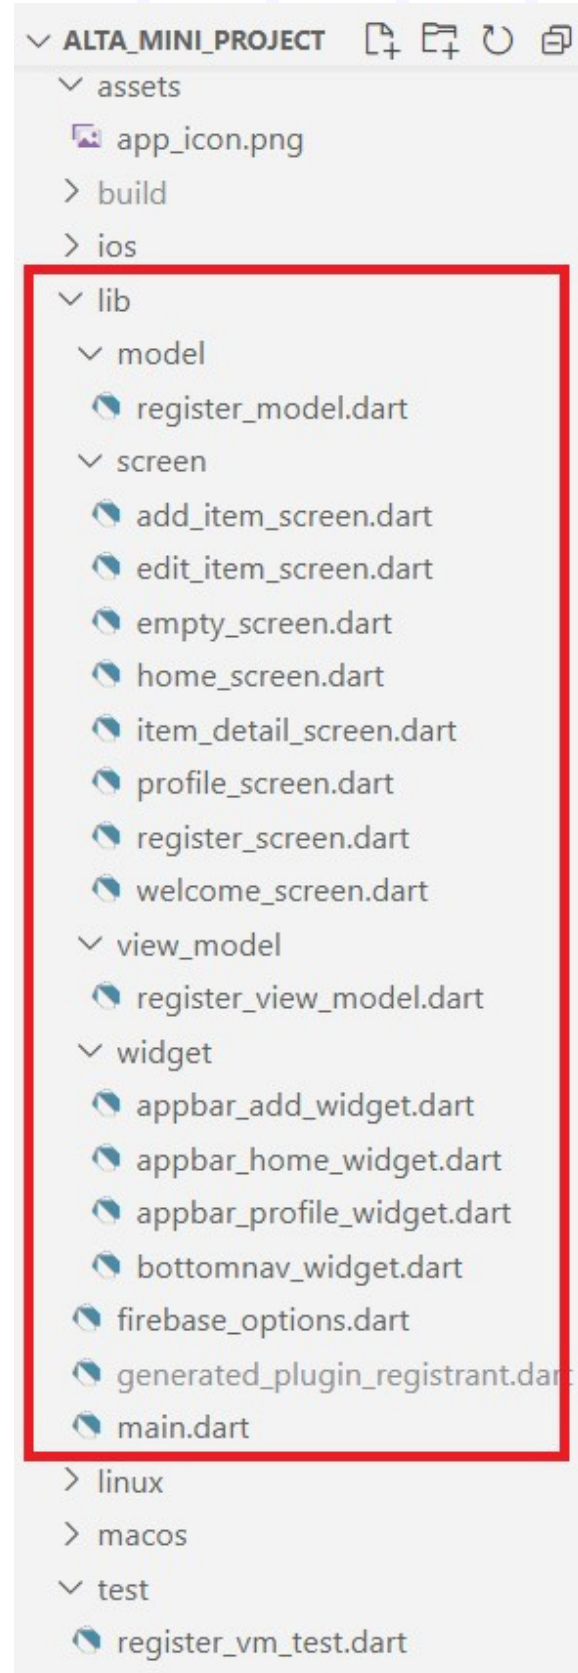 ALTA_MINI_PROJECT
assets
app_icon.png
build
ios
lib
model
register_model.dart
screen
add_item_screen.dart
edit_item_screen.dart
empty_screen.dart
home_screen.dart
item_detail_screen.dart
profile_screen.dart
register_screen.dart
welcome_screen.dart
view_model
register_view_model.dart
widget
appbar_add_widget.dart
appbar_home_widget.dart
appbar_profile_widget.dart
bottomnav_widget.dart
firebase_options.dart
generated_plugin_registrant.dart
main.dart
linux
macos
test
register_vm_test.dart